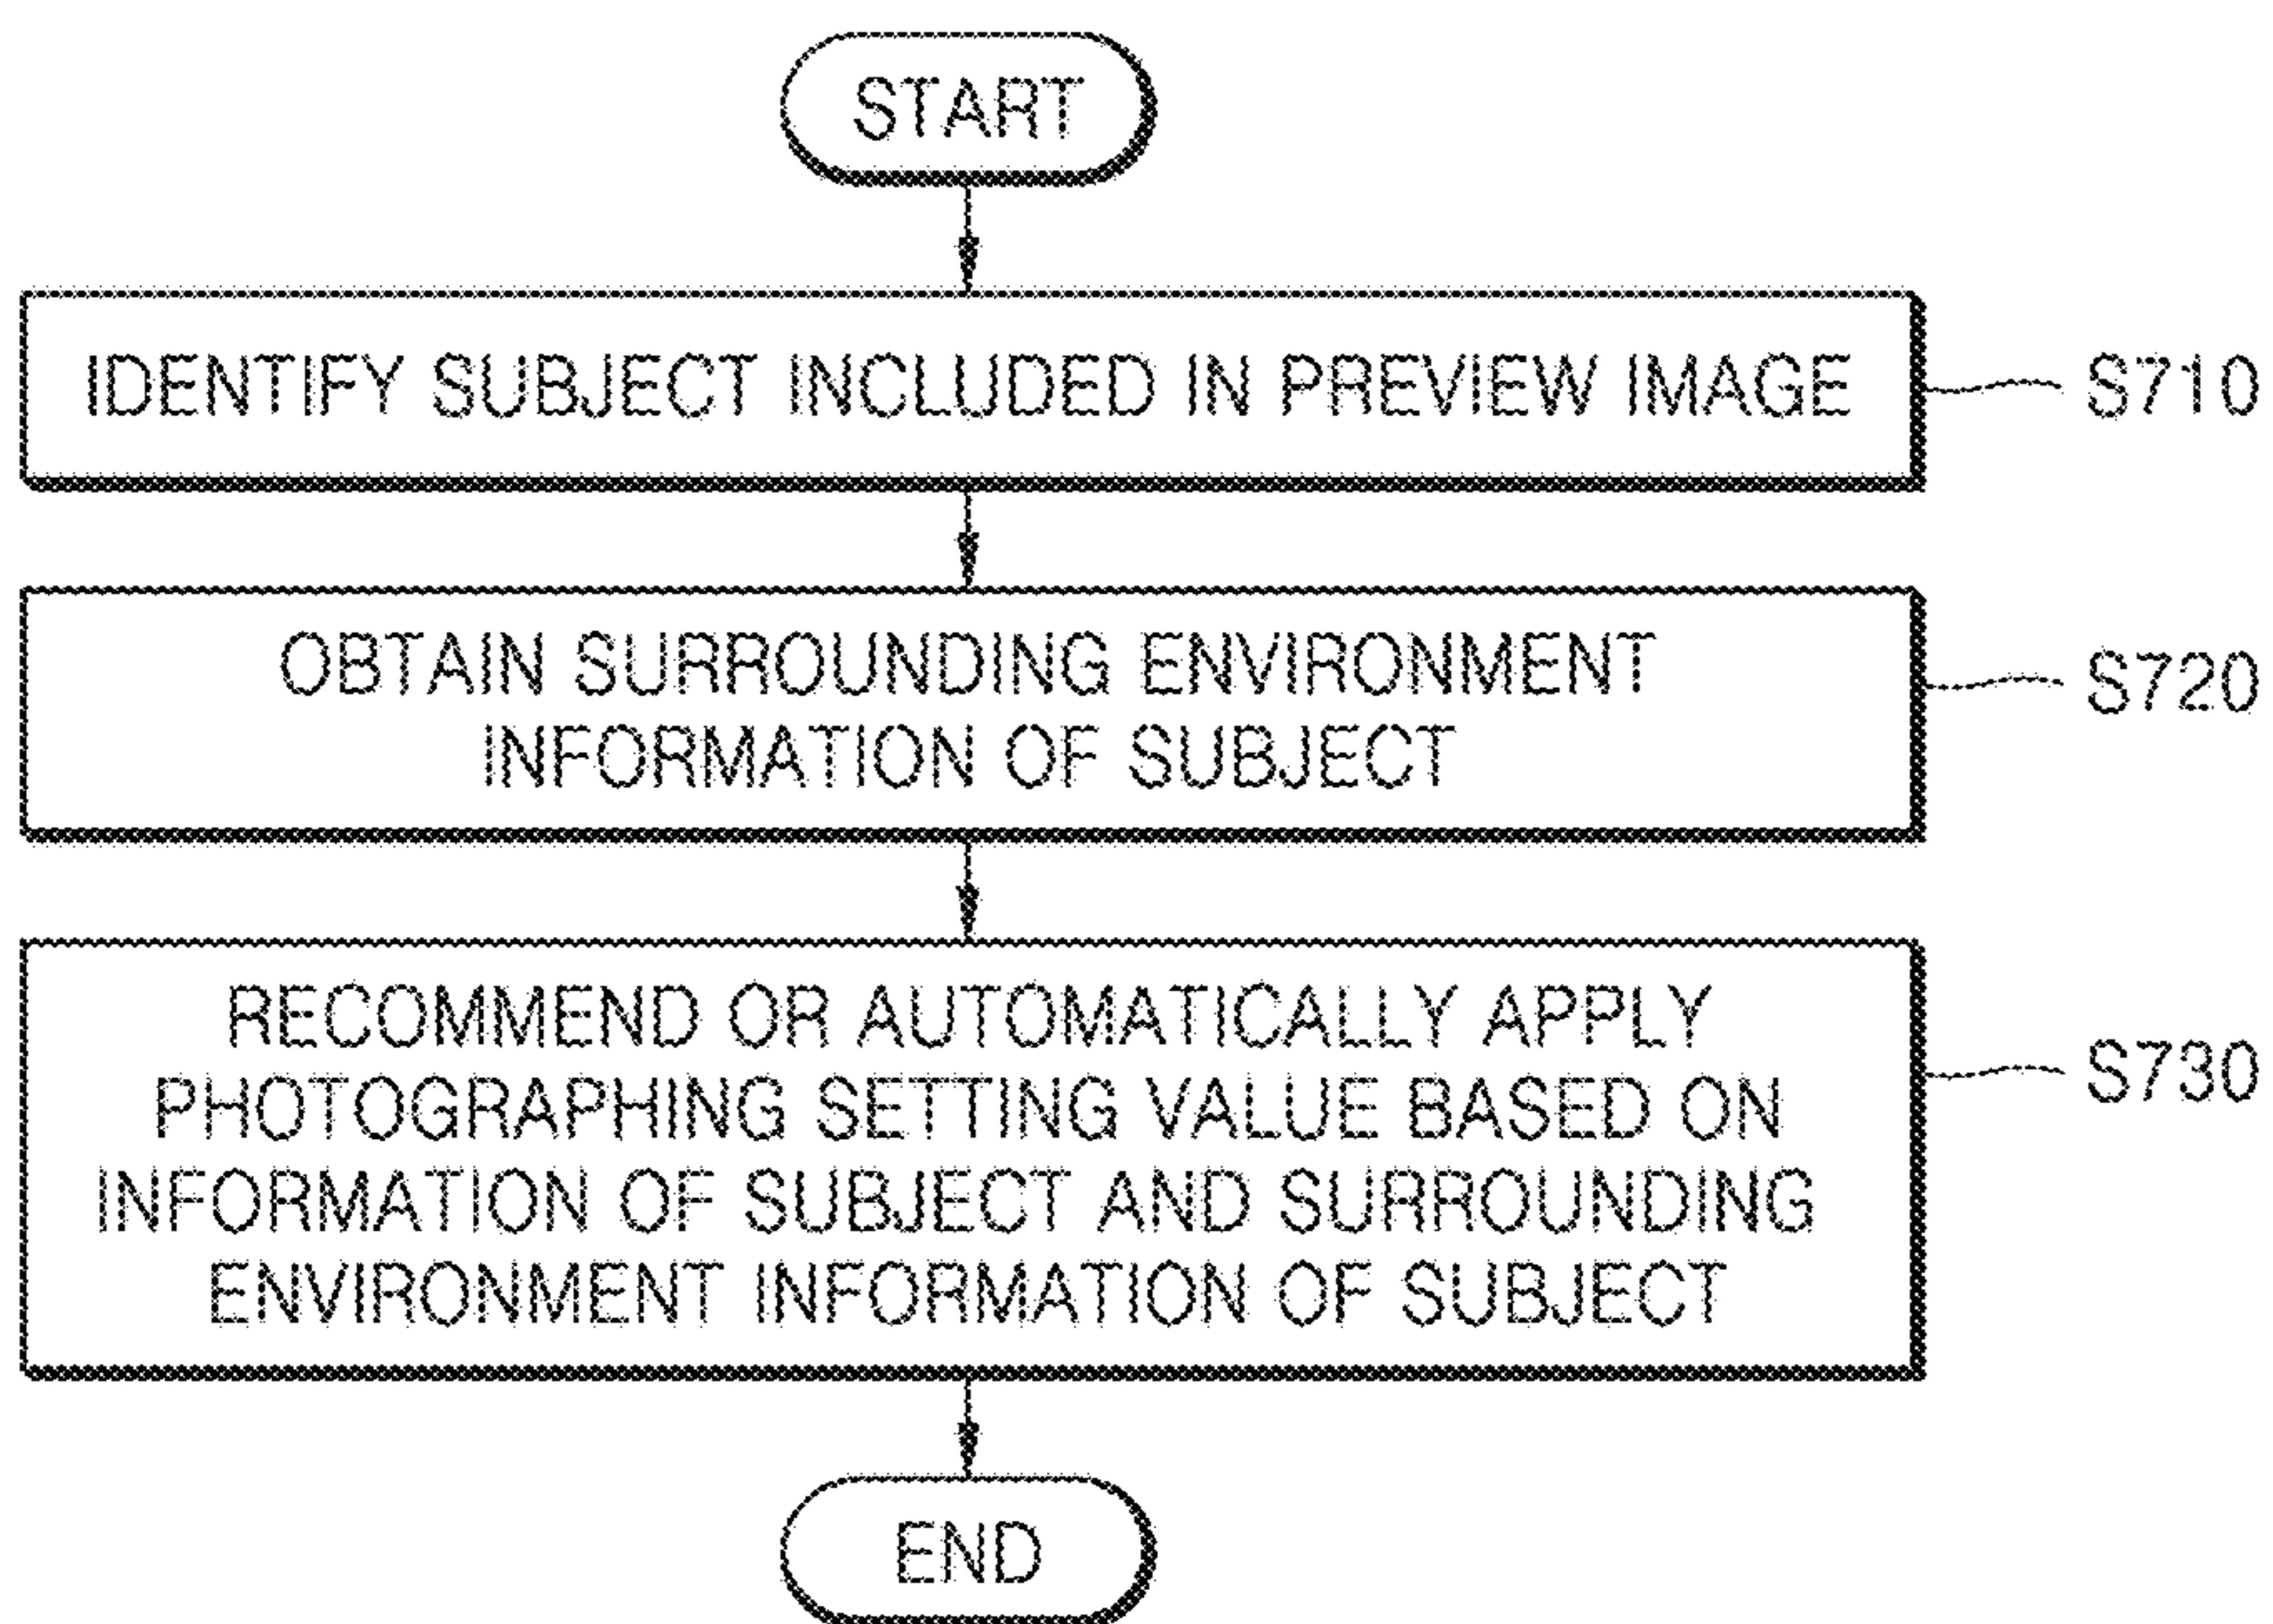 START
IDENTIFY SUBJECT INCLUDED IN PREVIEW IMAGE
S710
OBTAIN SURROUNDING ENVIRONMENT
INFORMATION OF SUBJECT
S720
RECOMMEND OR AUTOMATICALLY APPLY
PHOTOGRAPHING SETTING VALUE BASED ON
INFORMATION OF SUBJECT AND SURROUNDING
ENVIRONMENT INFORMATION OF SUBJECT
S730
END